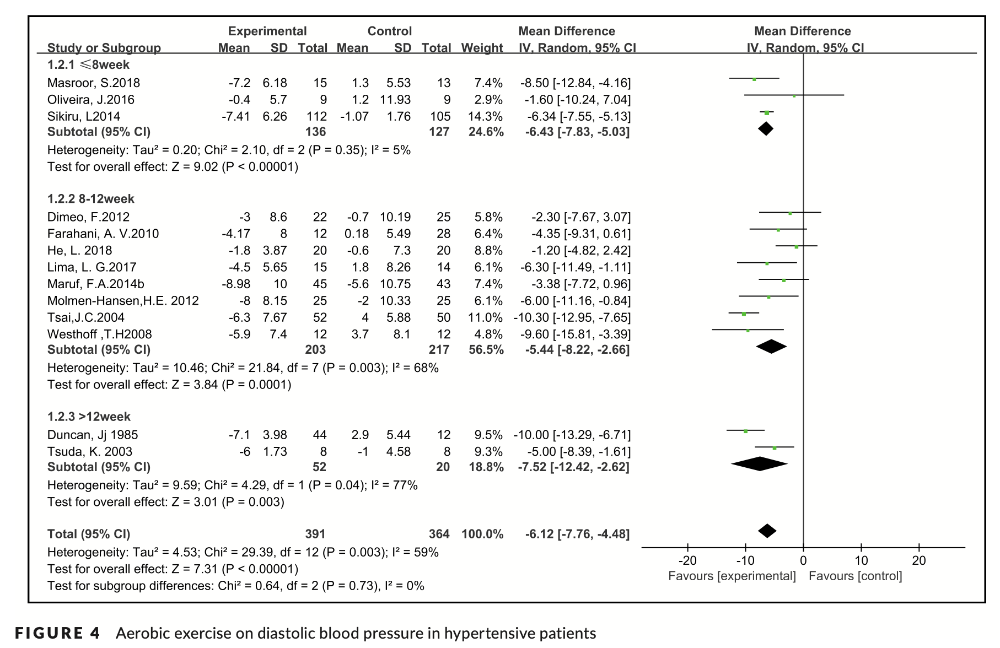 Experimental Control Mean Difference Mean Difference
Study or Subgroup Mean SD Total Mean SD Total Weight IV, Random, 95% CI IV, Random, 95% CI
1.2.1 ⩽8week
Masroor, S.2018 -7.2 6.18 15 1.3 5.53 13 7.4% -8.50 [-12.84, -4.16]
Oliveira, J.2016 -0.4 5.7 9 1.2 11.93 9 2.9% -1.60 [-10.24, 7.04]
Sikiru, L2014 -7.41 6.26 112 -1.07 1.76 105 14.3% -6.34 [-7.55, -5.13]
Subtotal (95% CI) 136 127 24.6% -6.43 [-7.83, -5.03]
Heterogeneity: Tau² = 0.20; Chi² = 2.10, df = 2 (P = 0.35); I² = 5%
Test for overall effect: Z = 9.02 (P < 0.00001)
1.2.2 8-12week
Dimeo, F.2012 -3 8.6 22 -0.7 10.19 25 5.8% -2.30 [-7.67, 3.07]
Farahani, A. V.2010 -4.17 8 12 0.18 5.49 28 6.4% -4.35 [-9.31, 0.61]
He, L. 2018 -1.8 3.87 20 -0.6 7.3 20 8.8% -1.20 [-4.82, 2.42]
Lima, L. G.2017 -4.5 5.65 15 1.8 8.26 14 6.1% -6.30 [-11.49, -1.11]
Maruf, F.A.2014b -8.98 10 45 -5.6 10.75 43 7.4% -3.38 [-7.72, 0.96]
Molmen-Hansen,H.E. 2012 -8 8.15 25 -2 10.33 25 6.1% -6.00 [-11.16, -0.84]
Tsai,J.C.2004 -6.3 7.67 52 4 5.88 50 11.0% -10.30 [-12.95, -7.65]
Westhoff ,T.H2008 -5.9 7.4 12 3.7 8.1 12 4.8% -9.60 [-15.81, -3.39]
Subtotal (95% CI) 203 217 56.5% -5.44 [-8.22, -2.66]
Heterogeneity: Tau² = 10.46; Chi² = 21.84, df = 7 (P = 0.003); I² = 68%
Test for overall effect: Z = 3.84 (P = 0.0001)
1.2.3 >12week
Duncan, Jj 1985 -7.1 3.98 44 2.9 5.44 12 9.5% -10.00 [-13.29, -6.71]
Tsuda, K. 2003 -6 1.73 8 -1 4.58 8 9.3% -5.00 [-8.39, -1.61]
Subtotal (95% CI) 52 20 18.8% -7.52 [-12.42, -2.62]
Heterogeneity: Tau² = 9.59; Chi² = 4.29, df = 1 (P = 0.04); I² = 77%
Test for overall effect: Z = 3.01 (P = 0.003)
Total (95% CI) 391 364 100.0% -6.12 [-7.76, -4.48]
Heterogeneity: Tau² = 4.53; Chi² = 29.39, df = 12 (P = 0.003); I² = 59%
Test for overall effect: Z = 7.31 (P < 0.00001)
Test for subgroup differences: Chi² = 0.64, df = 2 (P = 0.73), I² = 0%
-20 -10 0 10 20
Favours [experimental] Favours [control]
FIGURE 4 Aerobic exercise on diastolic blood pressure in hypertensive patients